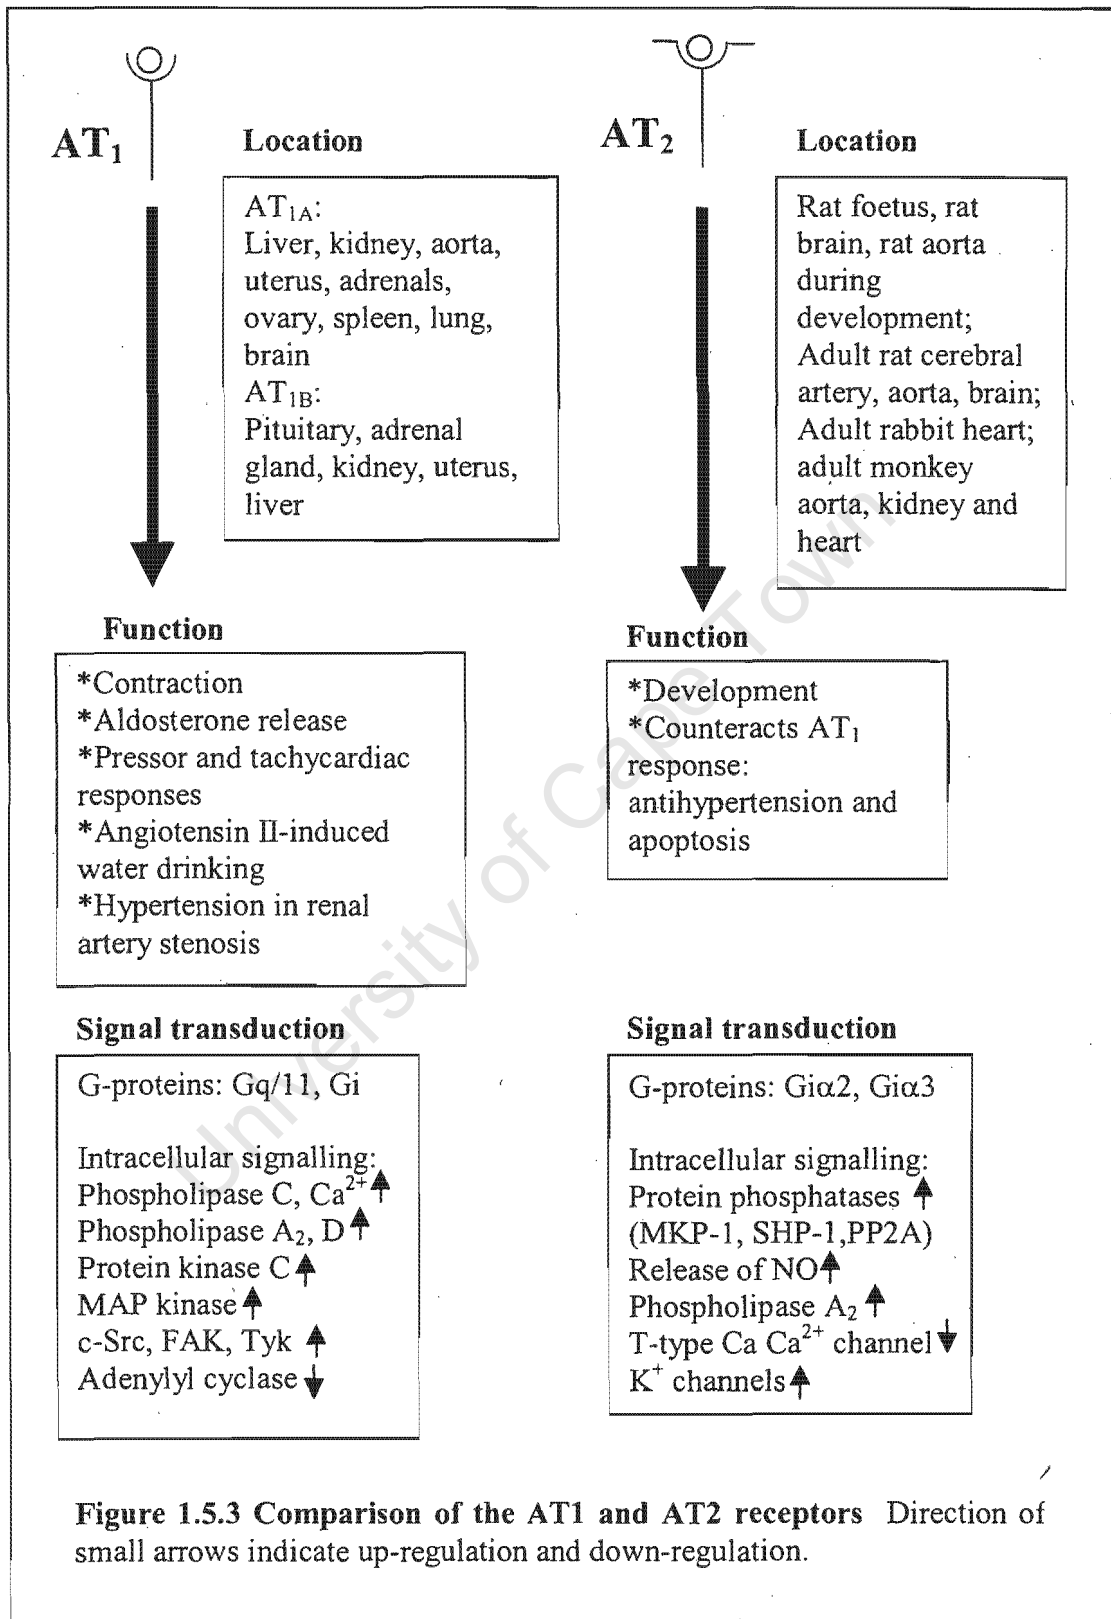 AT₁
Location
AT₁A:
Liver, kidney, aorta,
uterus, adrenals,
ovary, spleen, lung,
brain
AT₁B:
Pituitary, adrenal
gland, kidney, uterus,
liver
Function
*Contraction
*Aldosterone release
*Pressor and tachycardiac
responses
*Angiotensin II-induced
water drinking
*Hypertension in renal
artery stenosis
Signal transduction
G-proteins: Gq/11, Gi
Intracellular signalling:
Phospholipase C, Ca²⁺↑
Phospholipase A₂, D↑
Protein kinase C↑
MAP kinase↑
c-Src, FAK, Tyk ↑
Adenylyl cyclase↓
AT₂
Location
Rat foetus, rat
brain, rat aorta
during
development;
Adult rat cerebral
artery, aorta, brain;
Adult rabbit heart;
adult monkey
aorta, kidney and
heart
Function
*Development
*Counteracts AT₁
response:
antihypertension and
apoptosis
Signal transduction
G-proteins: Giα2, Giα3
Intracellular signalling:
Protein phosphatases ↑
(MKP-1, SHP-1,PP2A)
Release of NO↑
Phospholipase A₂ ↑
T-type Ca Ca²⁺ channel↓
K⁺ channels↑
Figure 1.5.3 Comparison of the AT1 and AT2 receptors Direction of
small arrows indicate up-regulation and down-regulation.
University of Cape Town